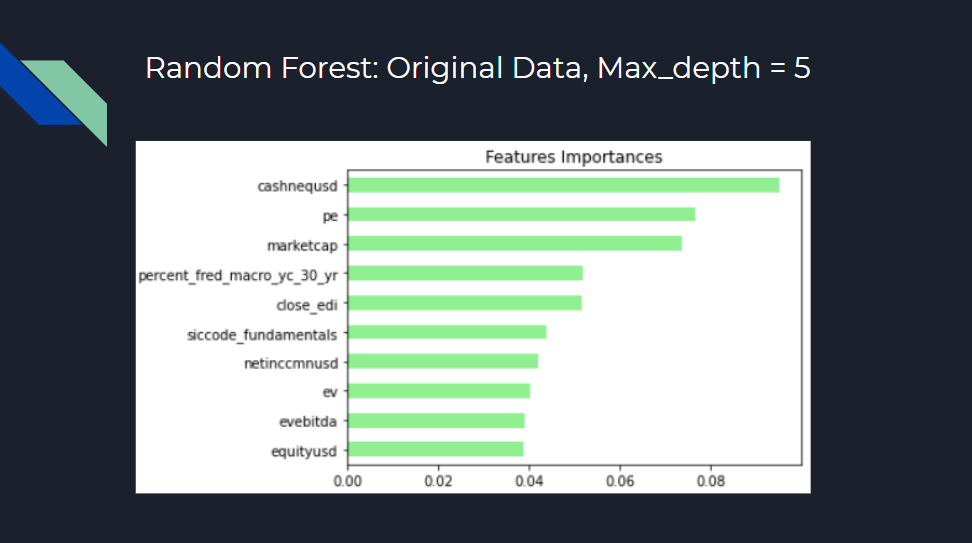 Random Forest: Original Data, Max_depth = 5
Features Importances
cashnequsd
pe
marketcap
percent_fred_macro_yc_30_yr
close_edi
siccode_fundamentals
netinccmnusd
ev
evebitda
equityusd
0.00 0.02 0.04 0.06 0.08